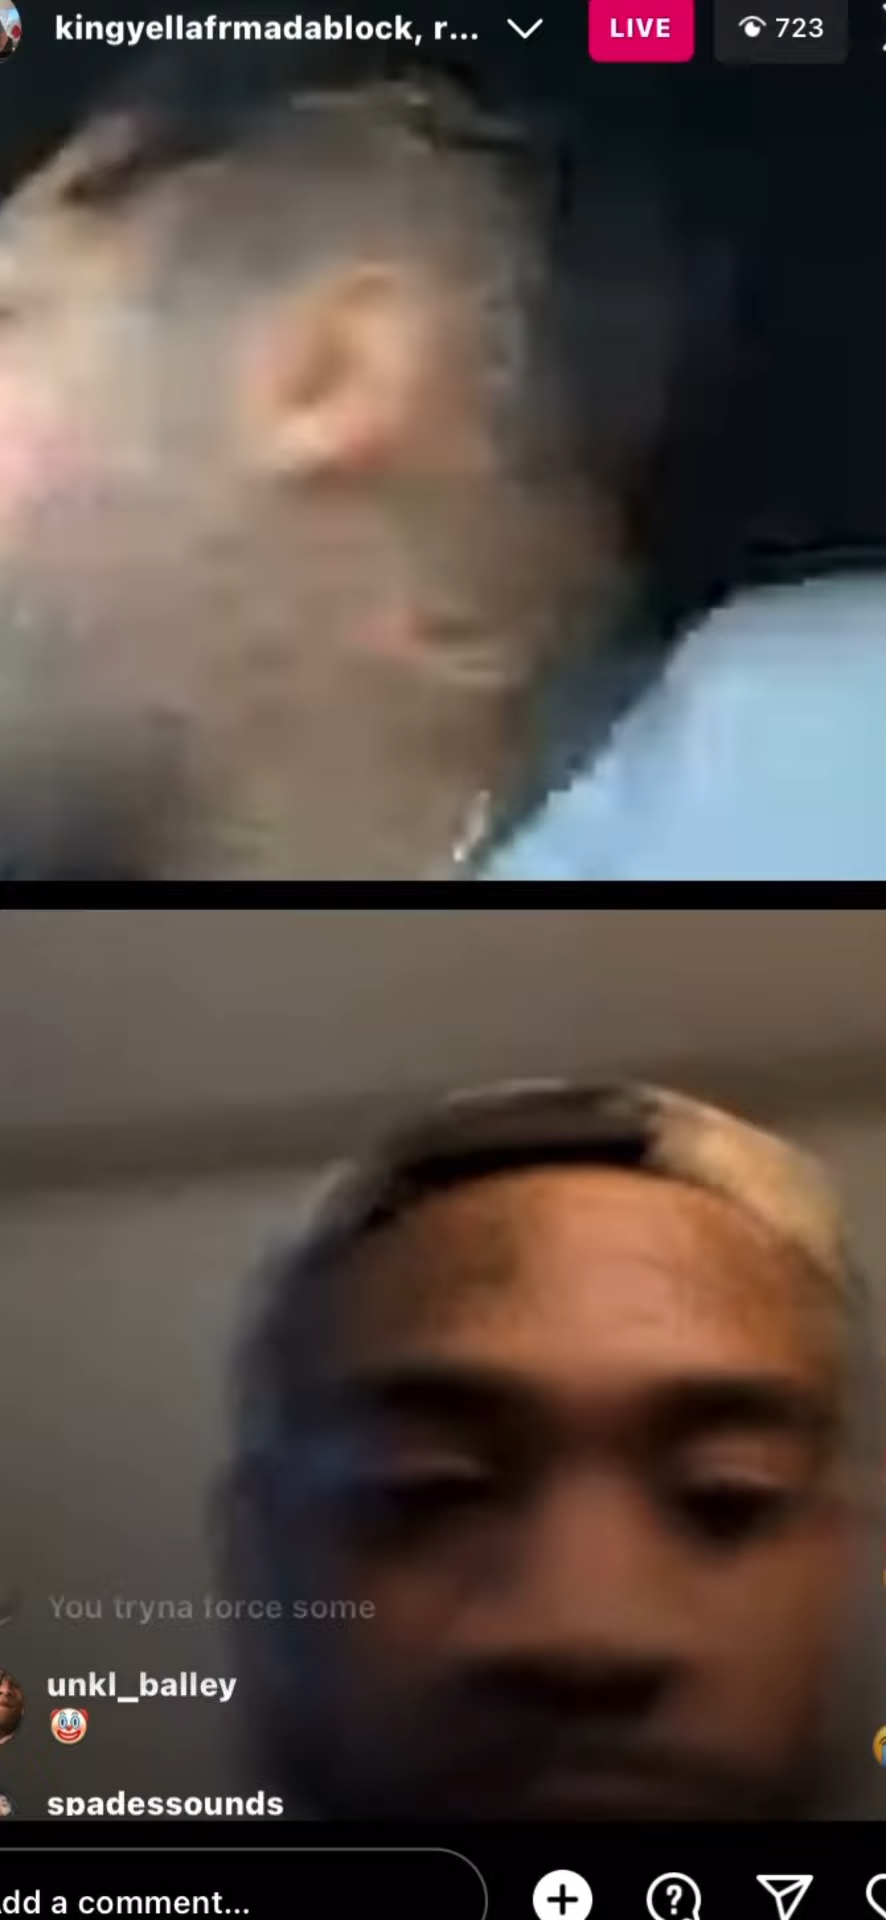 kingyellafrmadablock, r...
LIVE
723
You tryna force some
unkl_balley
🤡
spadessounds
dd a comment...